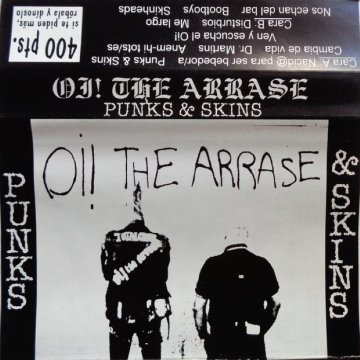 Cara A. Nacid@ para ser bebedor/a Punks & Skins
Cambia de vida Dr. Martins Anem-hi tots/es
Ven y escucha el oi!
Cara B: Disturbios Me largo
Nos echan del bar Bootboys Skinheads
400 pts.
si te piden mas,
róbala y dínoslo
OI! THE ARRASE
PUNKS & SKINS
Oi! THE ARRASE
PUNKS
& SKINS